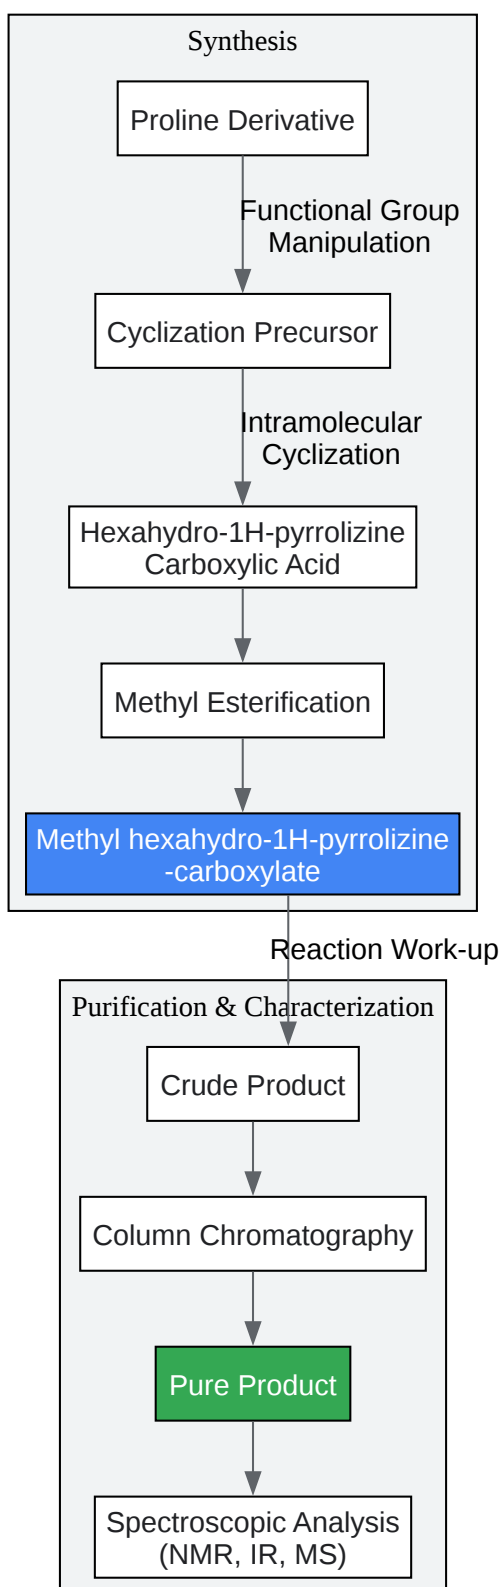 Synthesis
Proline Derivative
Functional Group
Manipulation
Cyclization Precursor
Intramolecular
Cyclization
Hexahydro-1H-pyrrolizine
Carboxylic Acid
Methyl Esterification
Methyl hexahydro-1H-pyrrolizine
-carboxylate
Reaction Work-up
Purification & Characterization
Crude Product
Column Chromatography
Pure Product
Spectroscopic Analysis
(NMR, IR, MS)